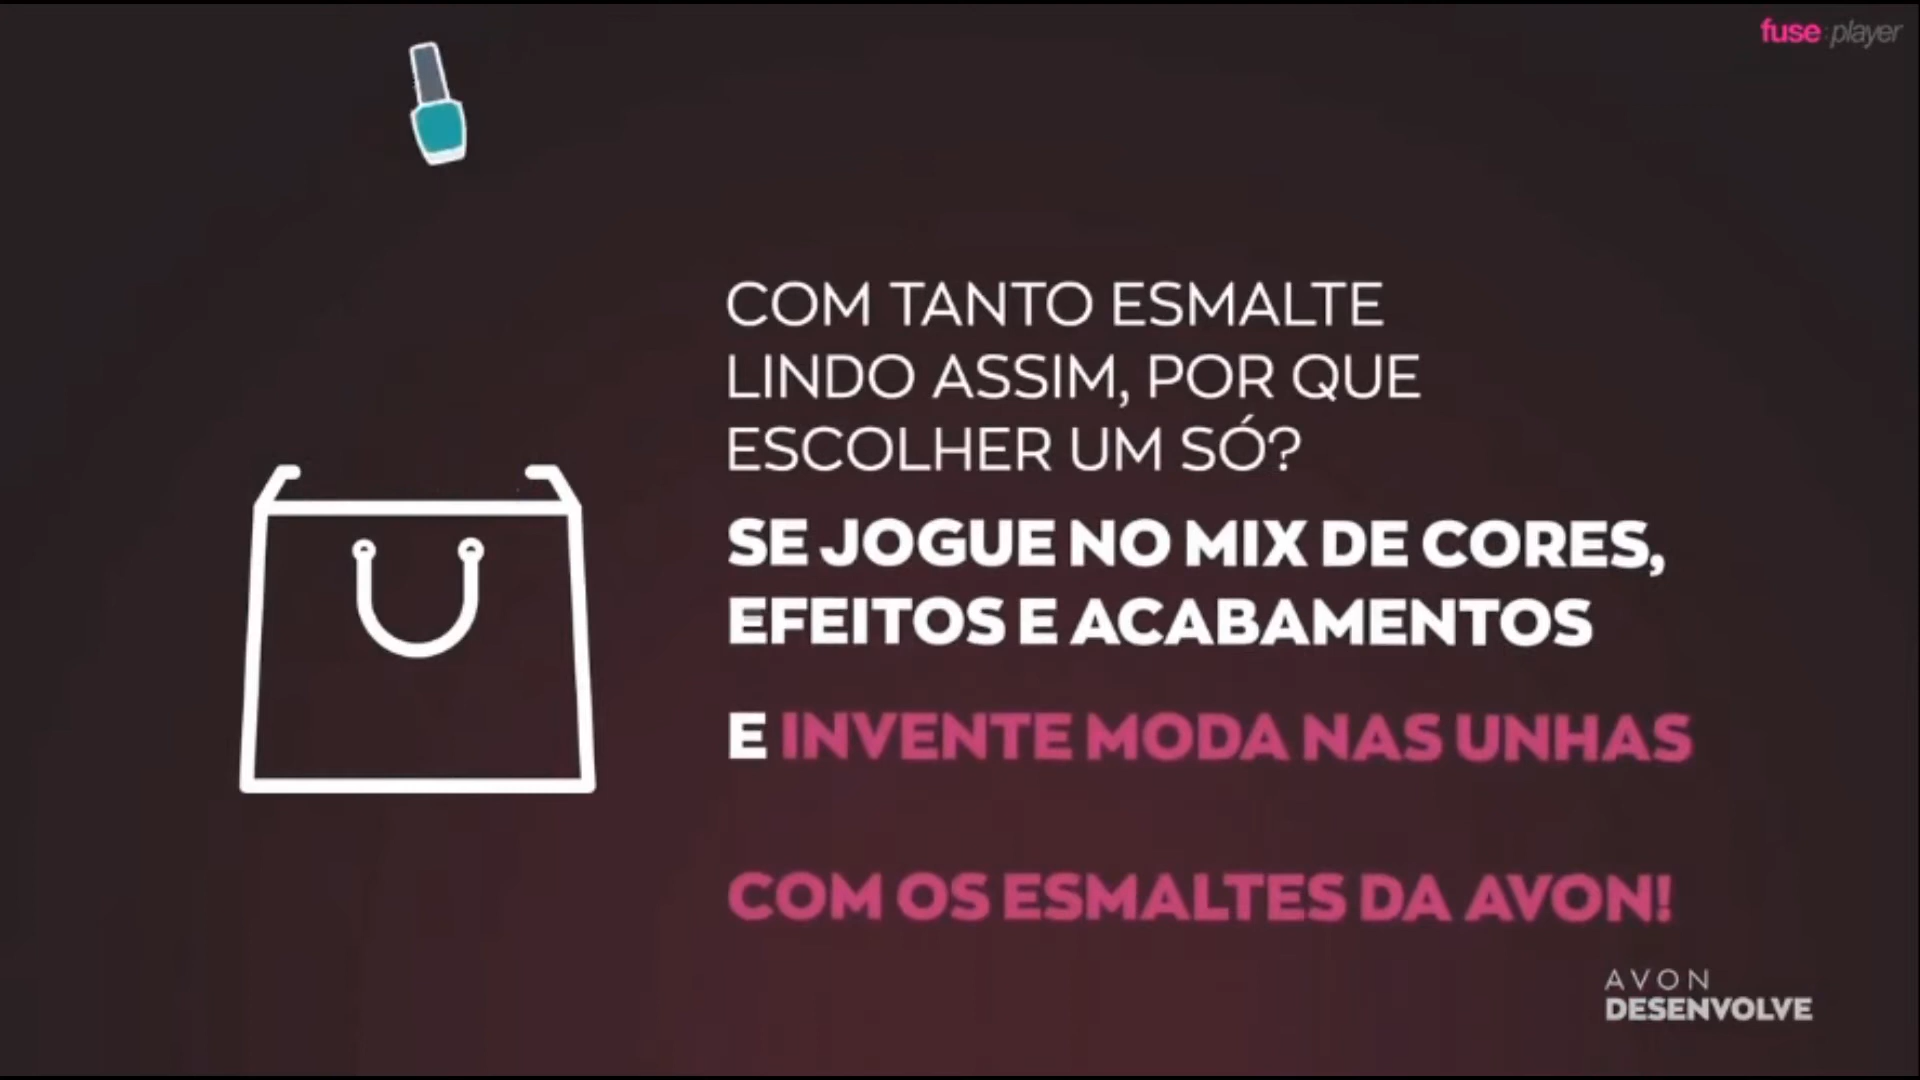 fuse:player
COM TANTO ESMALTE
LINDO ASSIM, POR QUE
ESCOLHER UM SÓ?
SE JOGUE NO MIX DE CORES,
EFEITOS E ACABAMENTOS
E INVENTE MODA NAS UNHAS
COM OS ESMALTES DA AVON!
AVON
DESENVOLVE